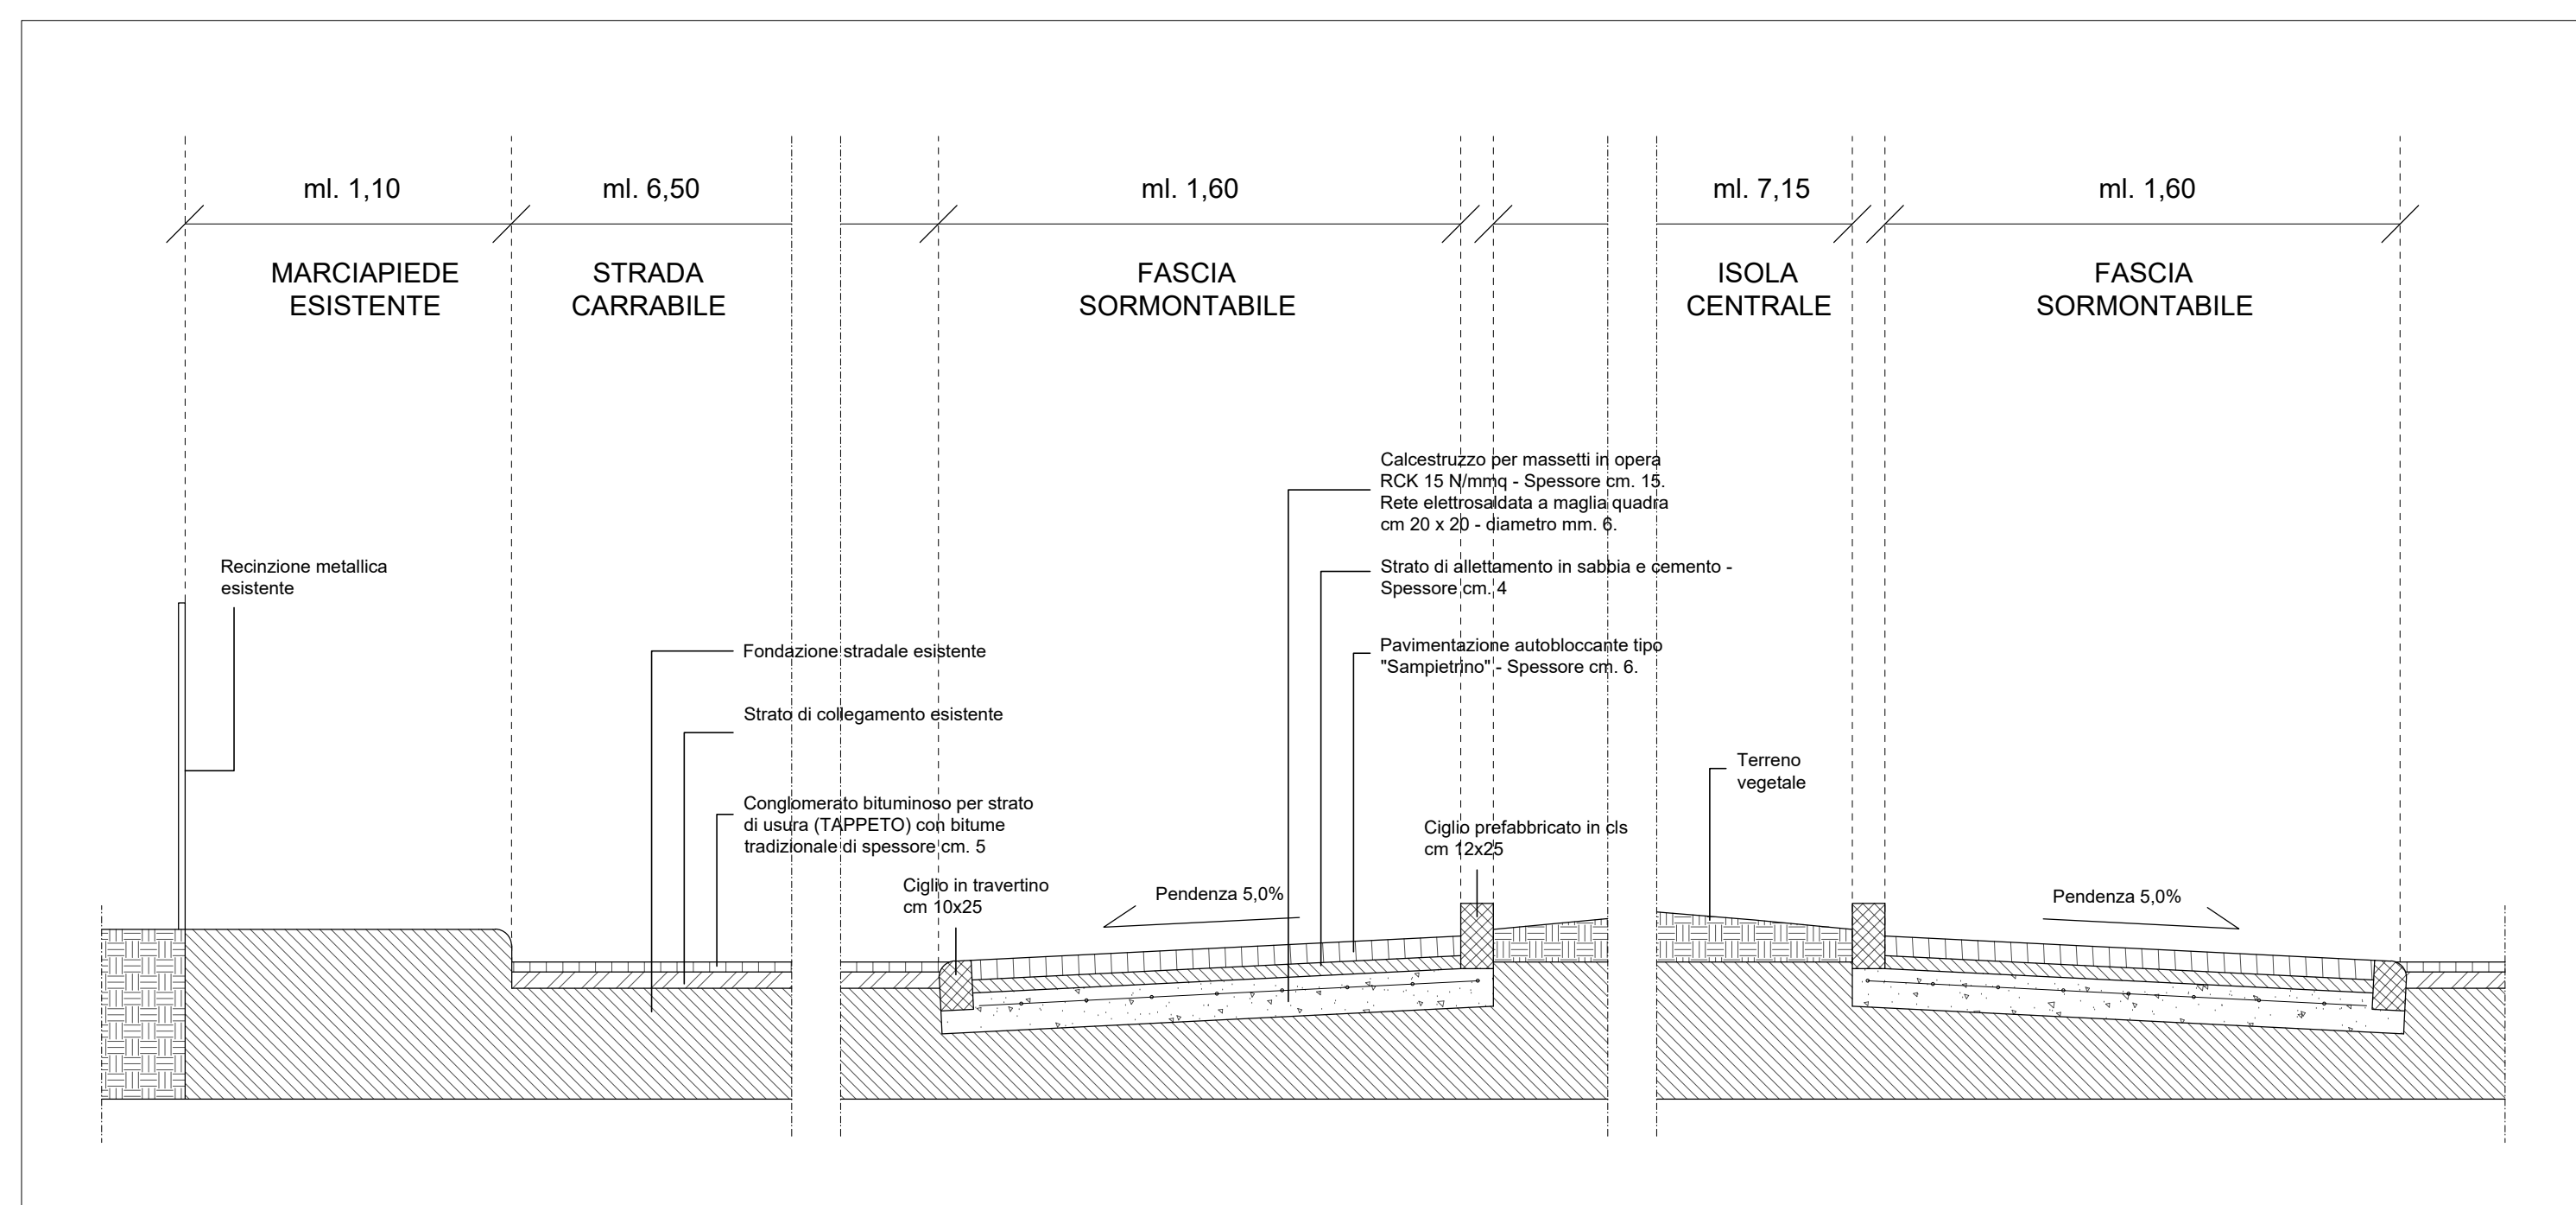 ml. 1,10
ml. 6,50
ml. 1,60
ml. 7,15
ml. 1,60
MARCIAPIEDE
ESISTENTE
STRADA
CARRABILE
FASCIA
SORMONTABILE
ISOLA
CENTRALE
FASCIA
SORMONTABILE
Calcestruzzo per massetti in opera
RCK 15 N/mmq - Spessore cm. 15.
Rete elettrosaldata a maglia quadra
cm 20 x 20 - diametro mm. 6.
Recinzione metallica
esistente
Strato di allettamento in sabbia e cemento -
Spessore cm. 4
Fondazione stradale esistente
Pavimentazione autobloccante tipo
"Sampietrino" - Spessore cm. 6.
Strato di collegamento esistente
Terreno
vegetale
Conglomerato bituminoso per strato
di usura (TAPPETO) con bitume
tradizionale di spessore cm. 5
Ciglio prefabbricato in cls
cm 12x25
Ciglio in travertino
cm 10x25
Pendenza 5,0%
Pendenza 5,0%